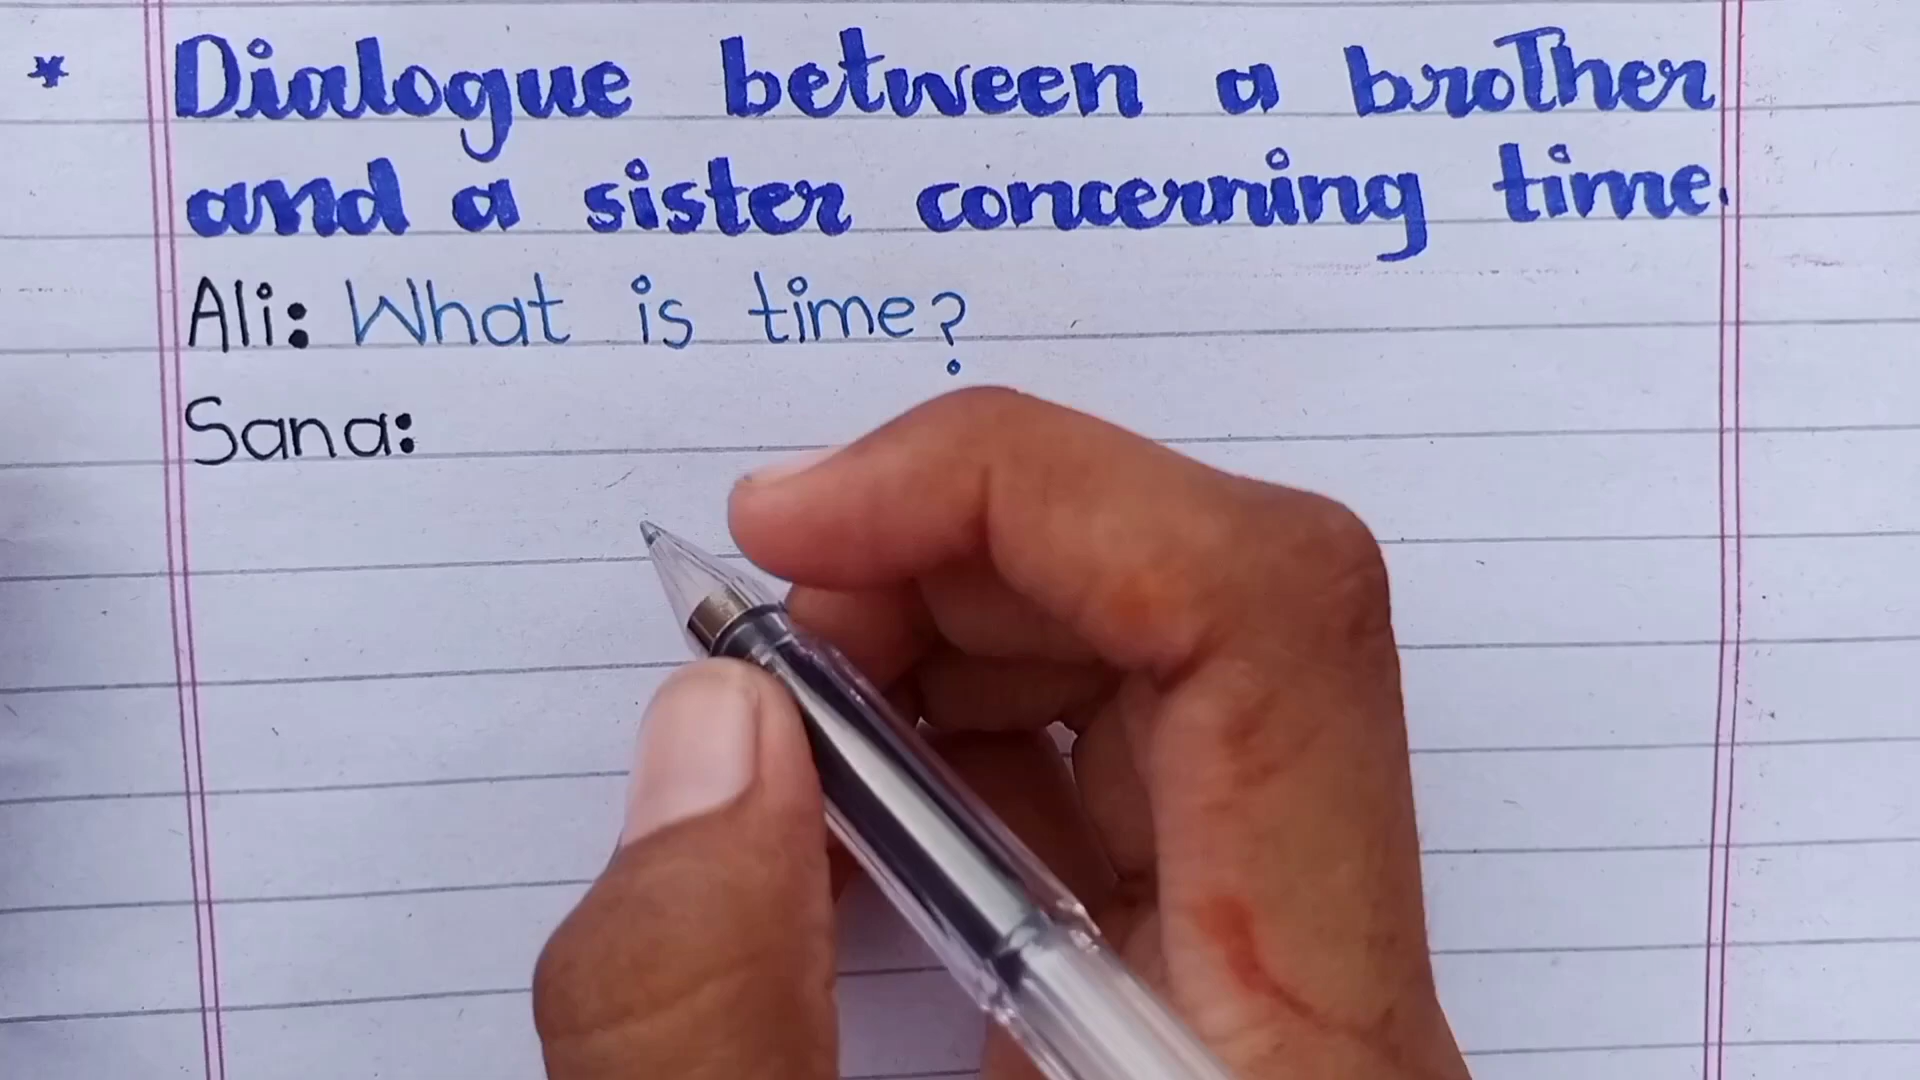 * Dialogue between a brother
and a sister concerning time.
Ali: What is time?
Sana: